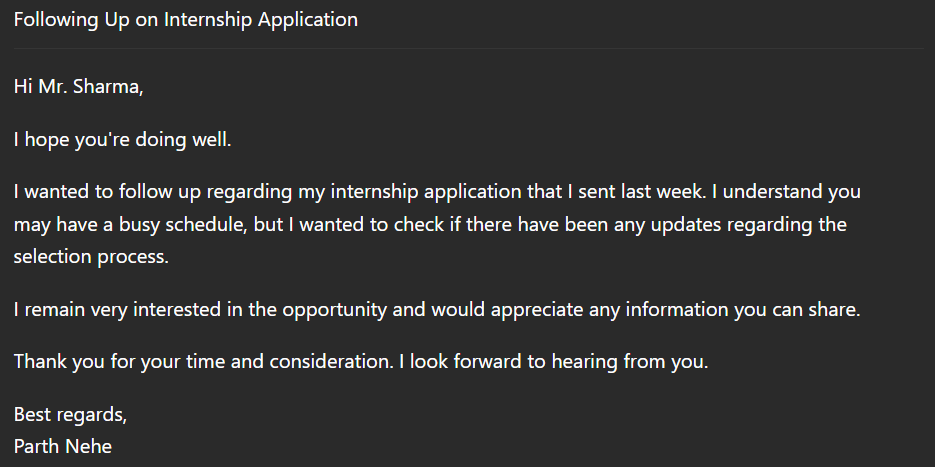 Following Up on Internship Application
Hi Mr. Sharma,
I hope you're doing well.
I wanted to follow up regarding my internship application that I sent last week. I understand you
may have a busy schedule, but I wanted to check if there have been any updates regarding the
selection process.
I remain very interested in the opportunity and would appreciate any information you can share.
Thank you for your time and consideration. I look forward to hearing from you.
Best regards,
Parth Nehe